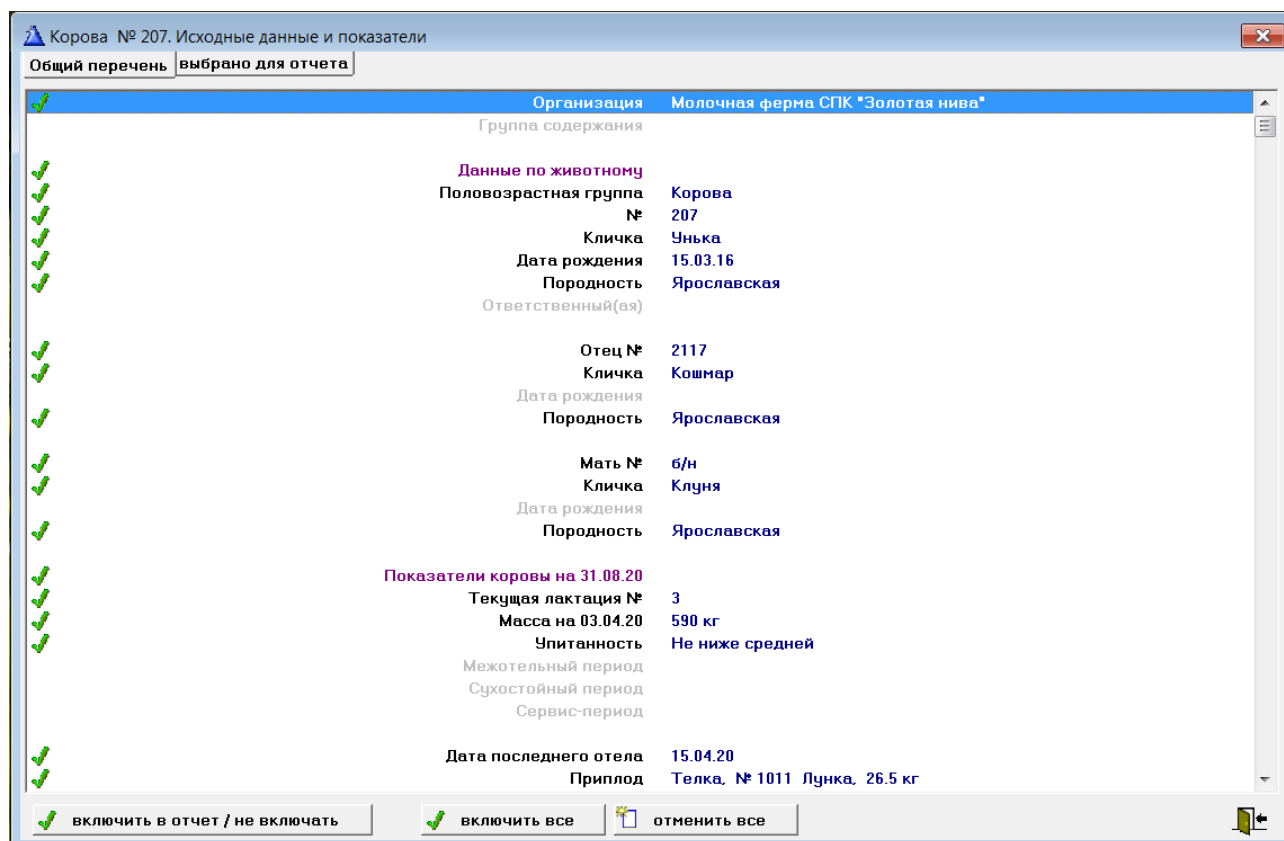 Корова № 207. Исходные данные и показатели
Общий перечень выбрано для отчета
Организация Молочная ферма СПК "Золотая нива"
Группа содержания
Данные по животному
Половозрастная группа Корова
№ 207
Кличка Унька
Дата рождения 15.03.16
Породность Ярославская
Ответственный(ая)
Отец № 2117
Кличка Кошмар
Дата рождения
Породность Ярославская
Мать № б/н
Кличка Клуня
Дата рождения
Породность Ярославская
Показатели коровы на 31.08.20
Текущая лактация № 3
Масса на 03.04.20 590 кг
Упитанность Не ниже средней
Межотельный период
Сухостойный период
Сервис-период
Дата последнего отела 15.04.20
Приплод Телка, № 1011 Лунка, 26.5 кг
включить в отчет / не включать включить все отменить все